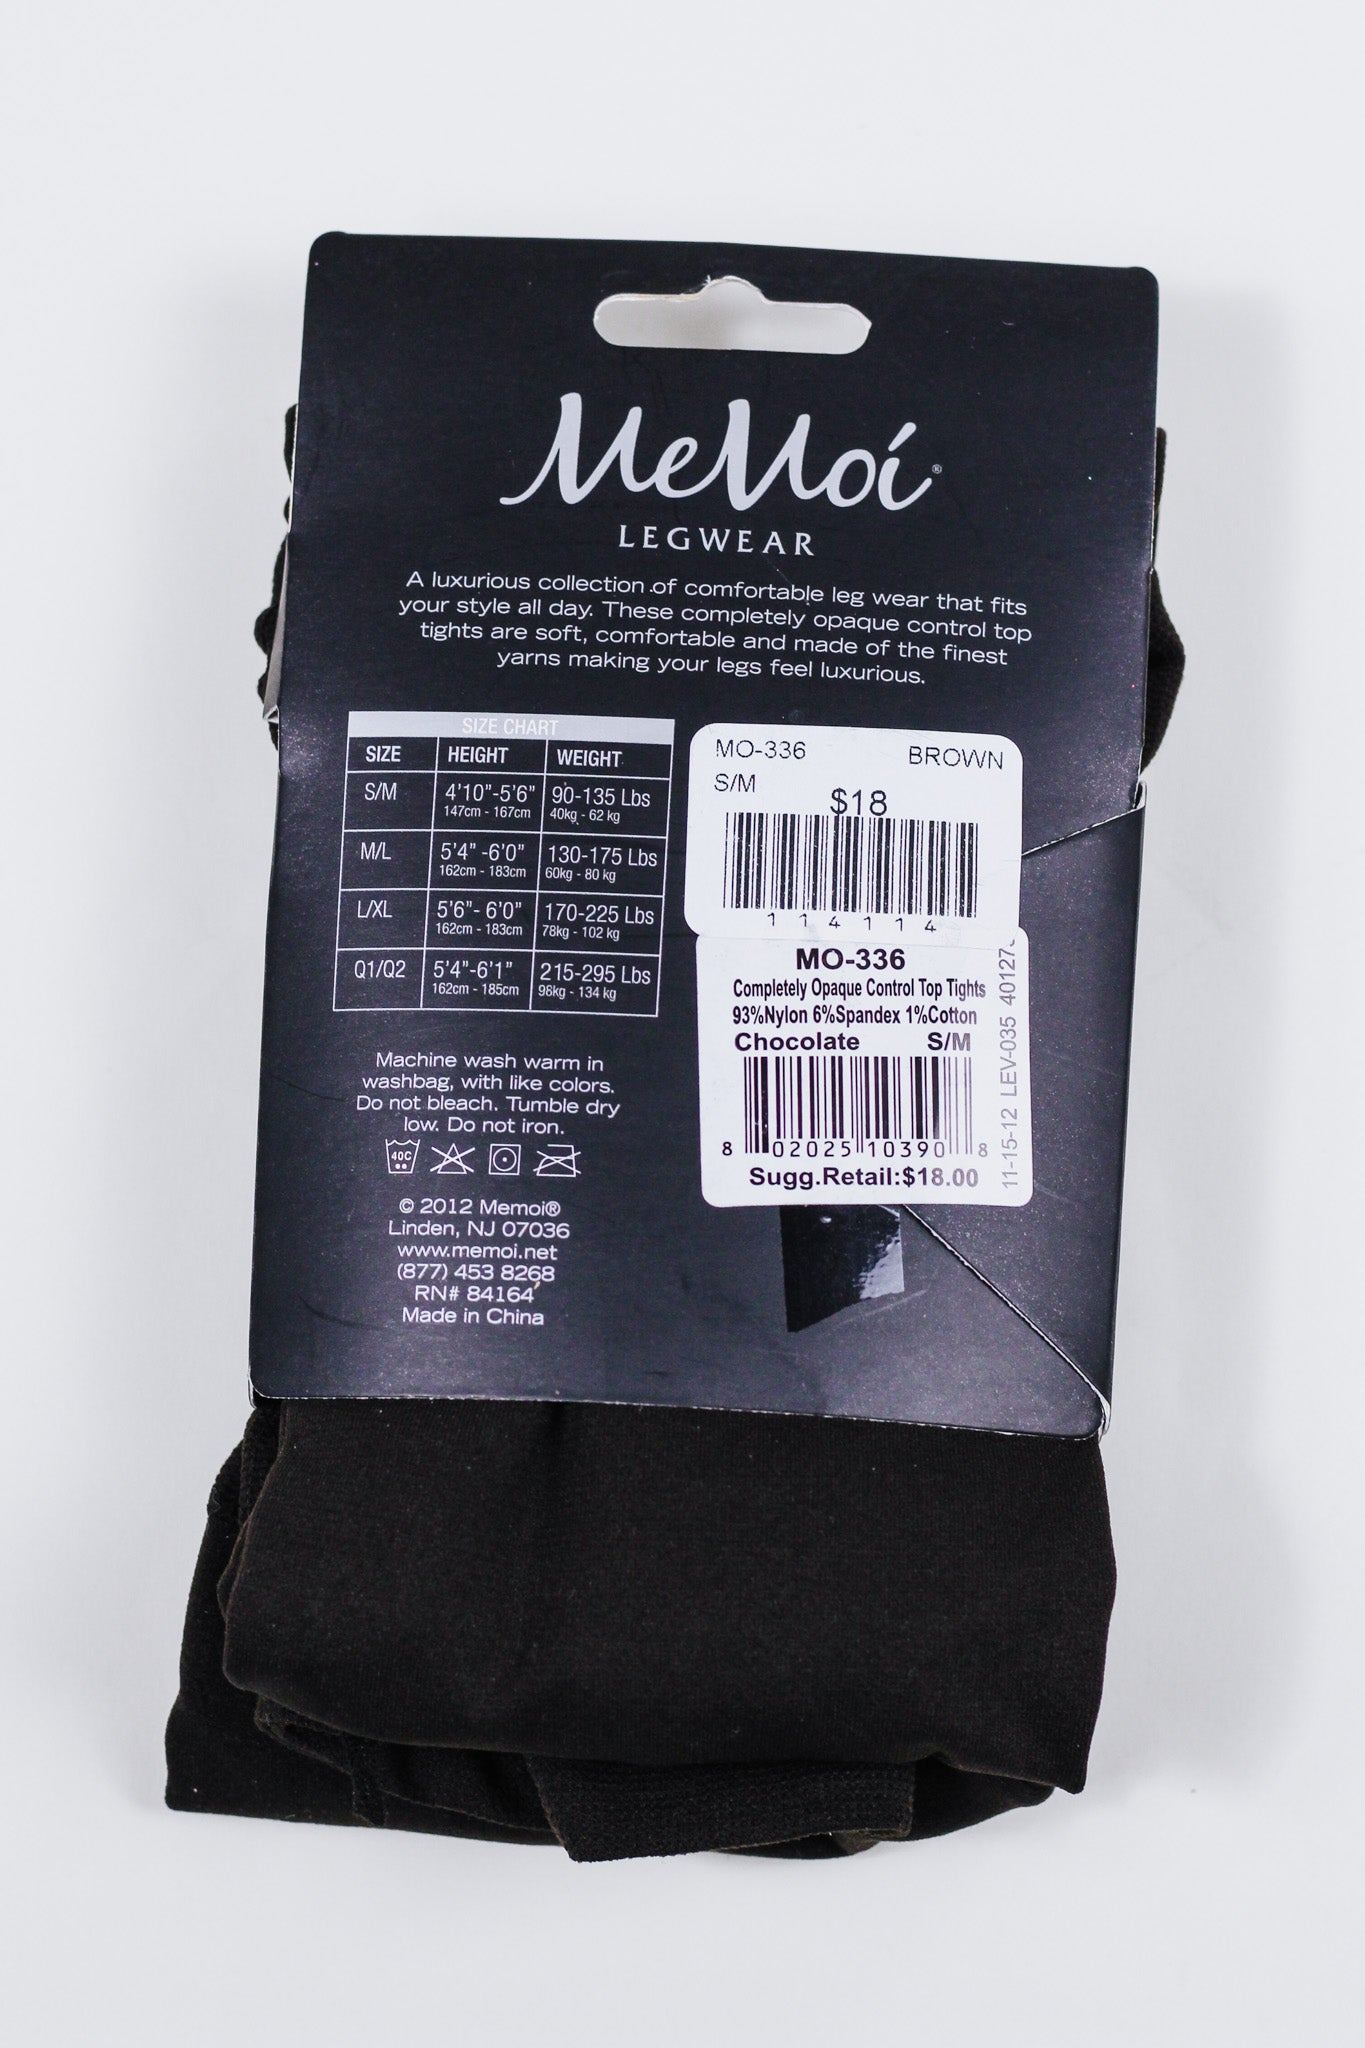 MeMoí®
LEGWEAR
A luxurious collection of comfortable leg wear that fits
your style all day. These completely opaque control top
tights are soft, comfortable and made of the finest
yarns making your legs feel luxurious.
SIZE CHART
SIZE HEIGHT WEIGHT
S/M 4'10"-5'6" 90-135 Lbs
147cm - 167cm 40kg - 62 kg
M/L 5'4" -6'0" 130-175 Lbs
162cm - 183cm 60kg - 80 kg
L/XL 5'6"- 6'0" 170-225 Lbs
162cm - 183cm 78kg - 102 kg
Q1/Q2 5'4"-6'1" 215-295 Lbs
162cm - 185cm 98kg - 134 kg
Machine wash warm in
washbag, with like colors.
Do not bleach. Tumble dry
low. Do not iron.
40C
© 2012 Memoi®
Linden, NJ 07036
www.memoi.net
(877) 453 8268
RN# 84164
Made in China
MO-336 BROWN
S/M
$18
114114
MO-336
Completely Opaque Control Top Tights
93%Nylon 6%Spandex 1%Cotton
Chocolate S/M
8 02025 10390 8
Sugg.Retail:$18.00
11-15-12 LEV-035